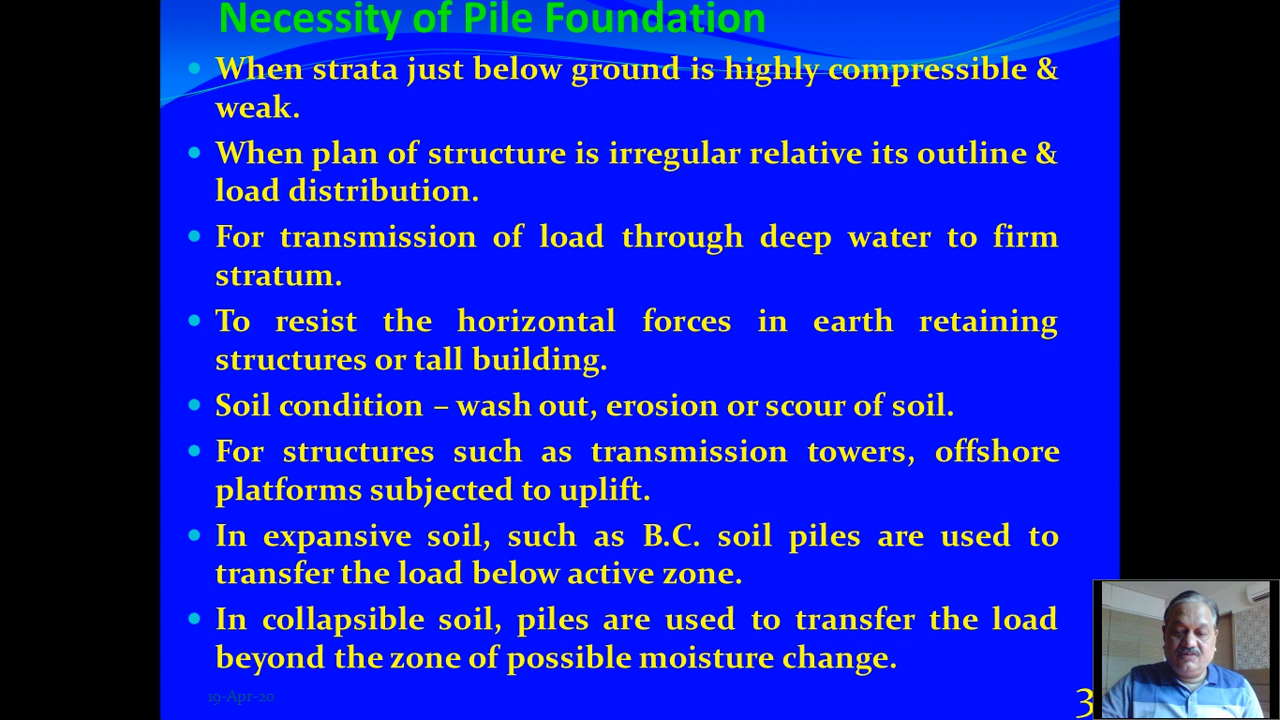 Necessity of Pile Foundation
When strata just below ground is highly compressible &
weak.
When plan of structure is irregular relative its outline &
load distribution.
For transmission of load through deep water to firm
stratum.
To resist the horizontal forces in earth retaining
structures or tall building.
Soil condition – wash out, erosion or scour of soil.
For structures such as transmission towers, offshore
platforms subjected to uplift.
In expansive soil, such as B.C. soil piles are used to
transfer the load below active zone.
In collapsible soil, piles are used to transfer the load
beyond the zone of possible moisture change.
19-Apr-20
3